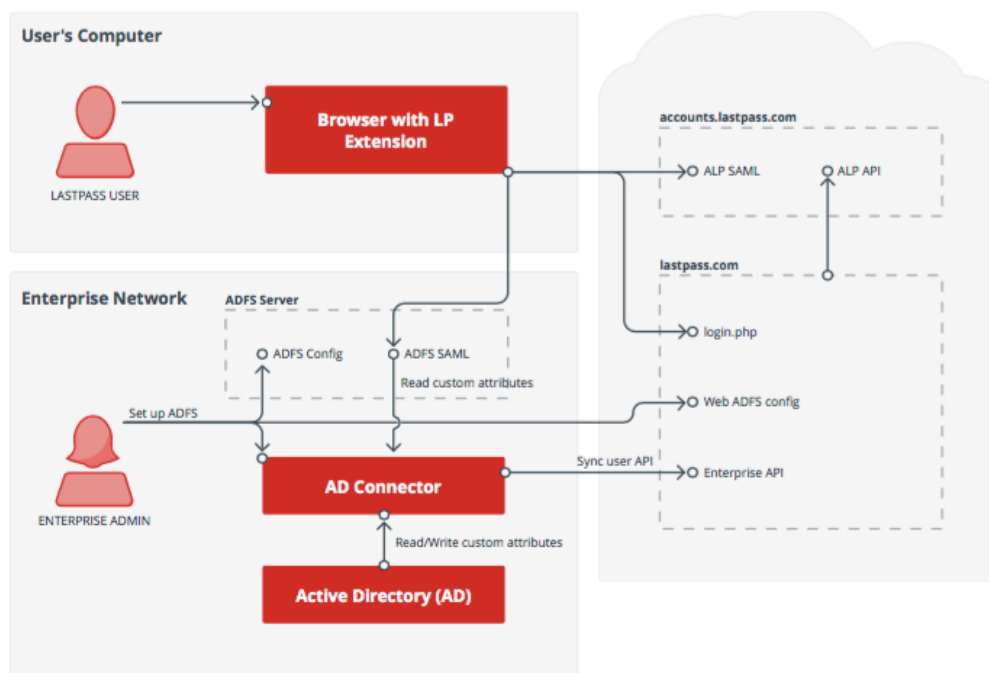 User's Computer
Browser with LP
Extension
LASTPASS USER
accounts.lastpass.com
ALP SAML
ALP API
lastpass.com
login.php
Web ADFS config
Enterprise API
Enterprise Network
ADFS Server
ADFS Config
ADFS SAML
Read custom attributes
Set up ADFS
ENTERPRISE ADMIN
AD Connector
Sync user API
Read/Write custom attributes
Active Directory (AD)